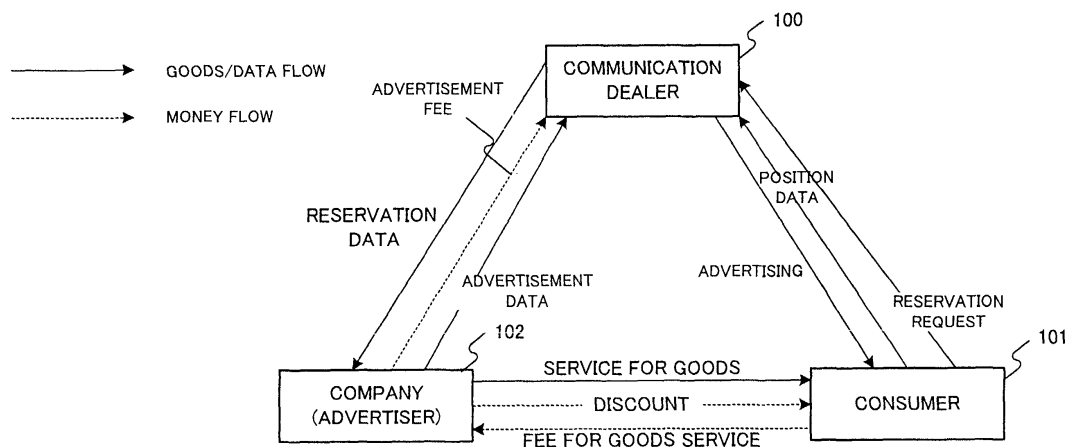 100
COMMUNICATION
DEALER
GOODS/DATA FLOW
MONEY FLOW
ADVERTISEMENT
FEE
POSITION
DATA
RESERVATION
DATA
ADVERTISING
ADVERTISEMENT
DATA
RESERVATION
REQUEST
102
101
COMPANY
(ADVERTISER)
SERVICE FOR GOODS
DISCOUNT
FEE FOR GOODS SERVICE
CONSUMER